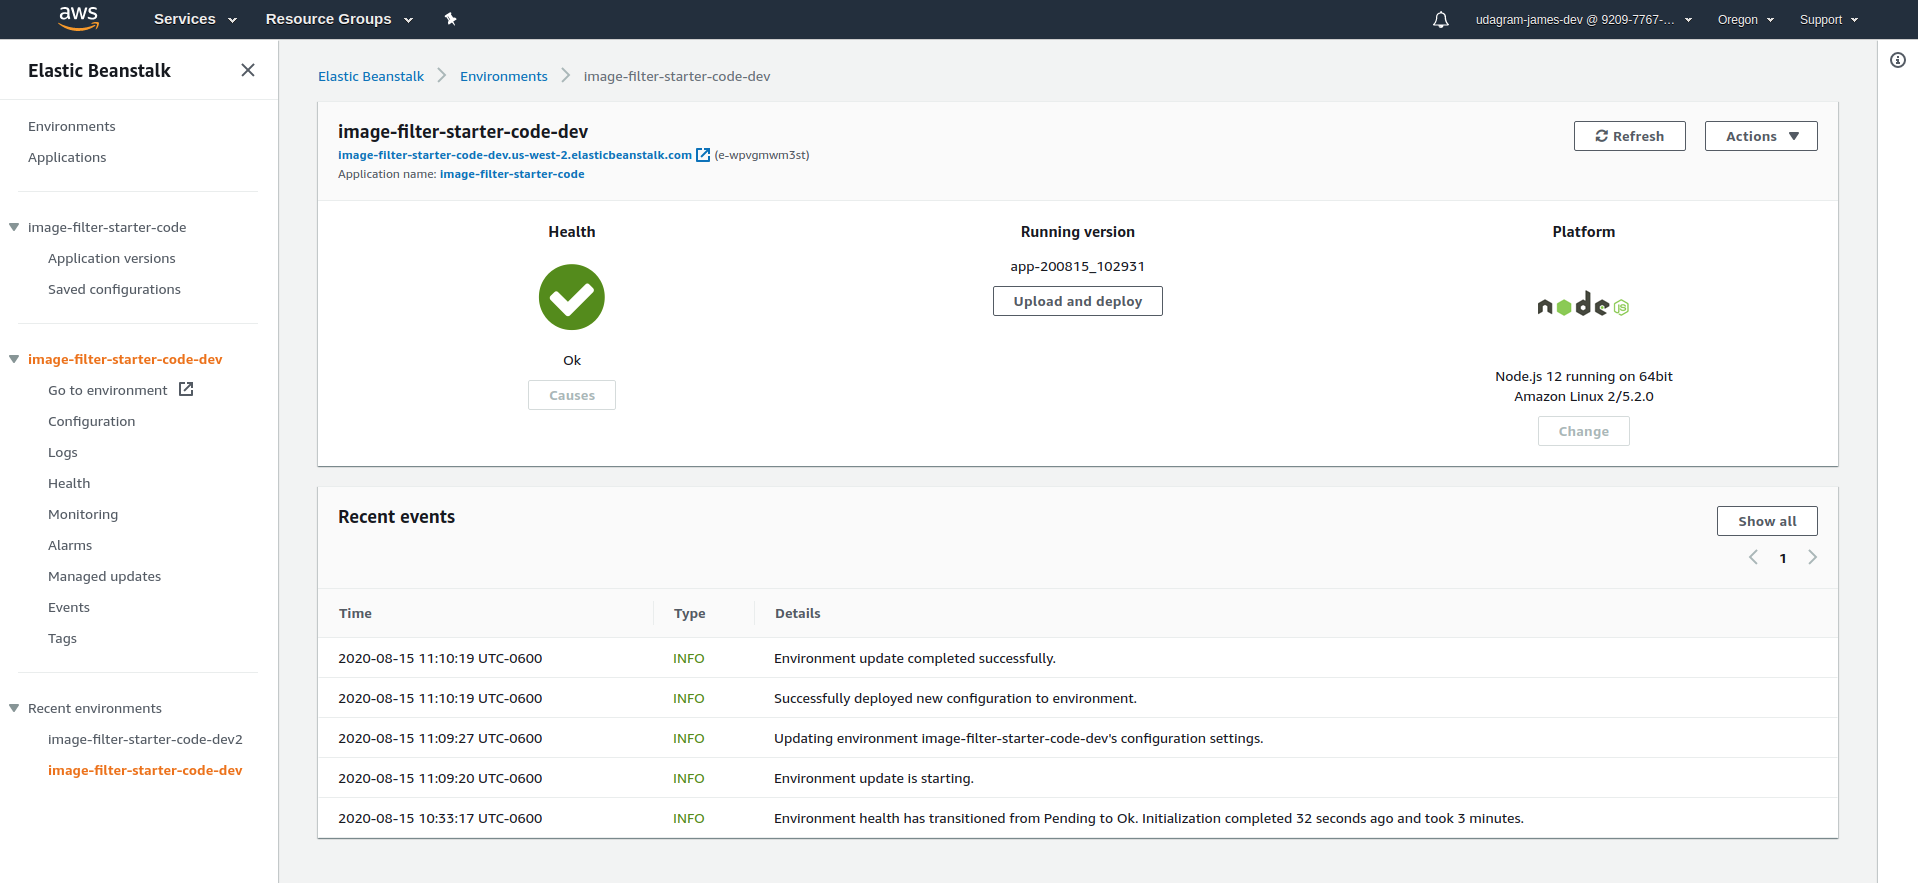 aws
Services
Resource Groups
udagram-james-dev @ 9209-7767-...
Oregon
Support
Elastic Beanstalk
Environments
Applications
image-filter-starter-code
Application versions
Saved configurations
image-filter-starter-code-dev
Go to environment
Configuration
Logs
Health
Monitoring
Alarms
Managed updates
Events
Tags
Recent environments
image-filter-starter-code-dev2
image-filter-starter-code-dev
Elastic Beanstalk Environments image-filter-starter-code-dev
image-filter-starter-code-dev
image-filter-starter-code-dev.us-west-2.elasticbeanstalk.com (e-wpvgmwm3st)
Application name: image-filter-starter-code
Refresh
Actions
Health
Ok
Causes
Running version
app-200815_102931
Upload and deploy
Platform
node JS
Node.js 12 running on 64bit
Amazon Linux 2/5.2.0
Change
Recent events
Show all
1
Time Type Details
2020-08-15 11:10:19 UTC-0600 INFO Environment update completed successfully.
2020-08-15 11:10:19 UTC-0600 INFO Successfully deployed new configuration to environment.
2020-08-15 11:09:27 UTC-0600 INFO Updating environment image-filter-starter-code-dev's configuration settings.
2020-08-15 11:09:20 UTC-0600 INFO Environment update is starting.
2020-08-15 10:33:17 UTC-0600 INFO Environment health has transitioned from Pending to Ok. Initialization completed 32 seconds ago and took 3 minutes.